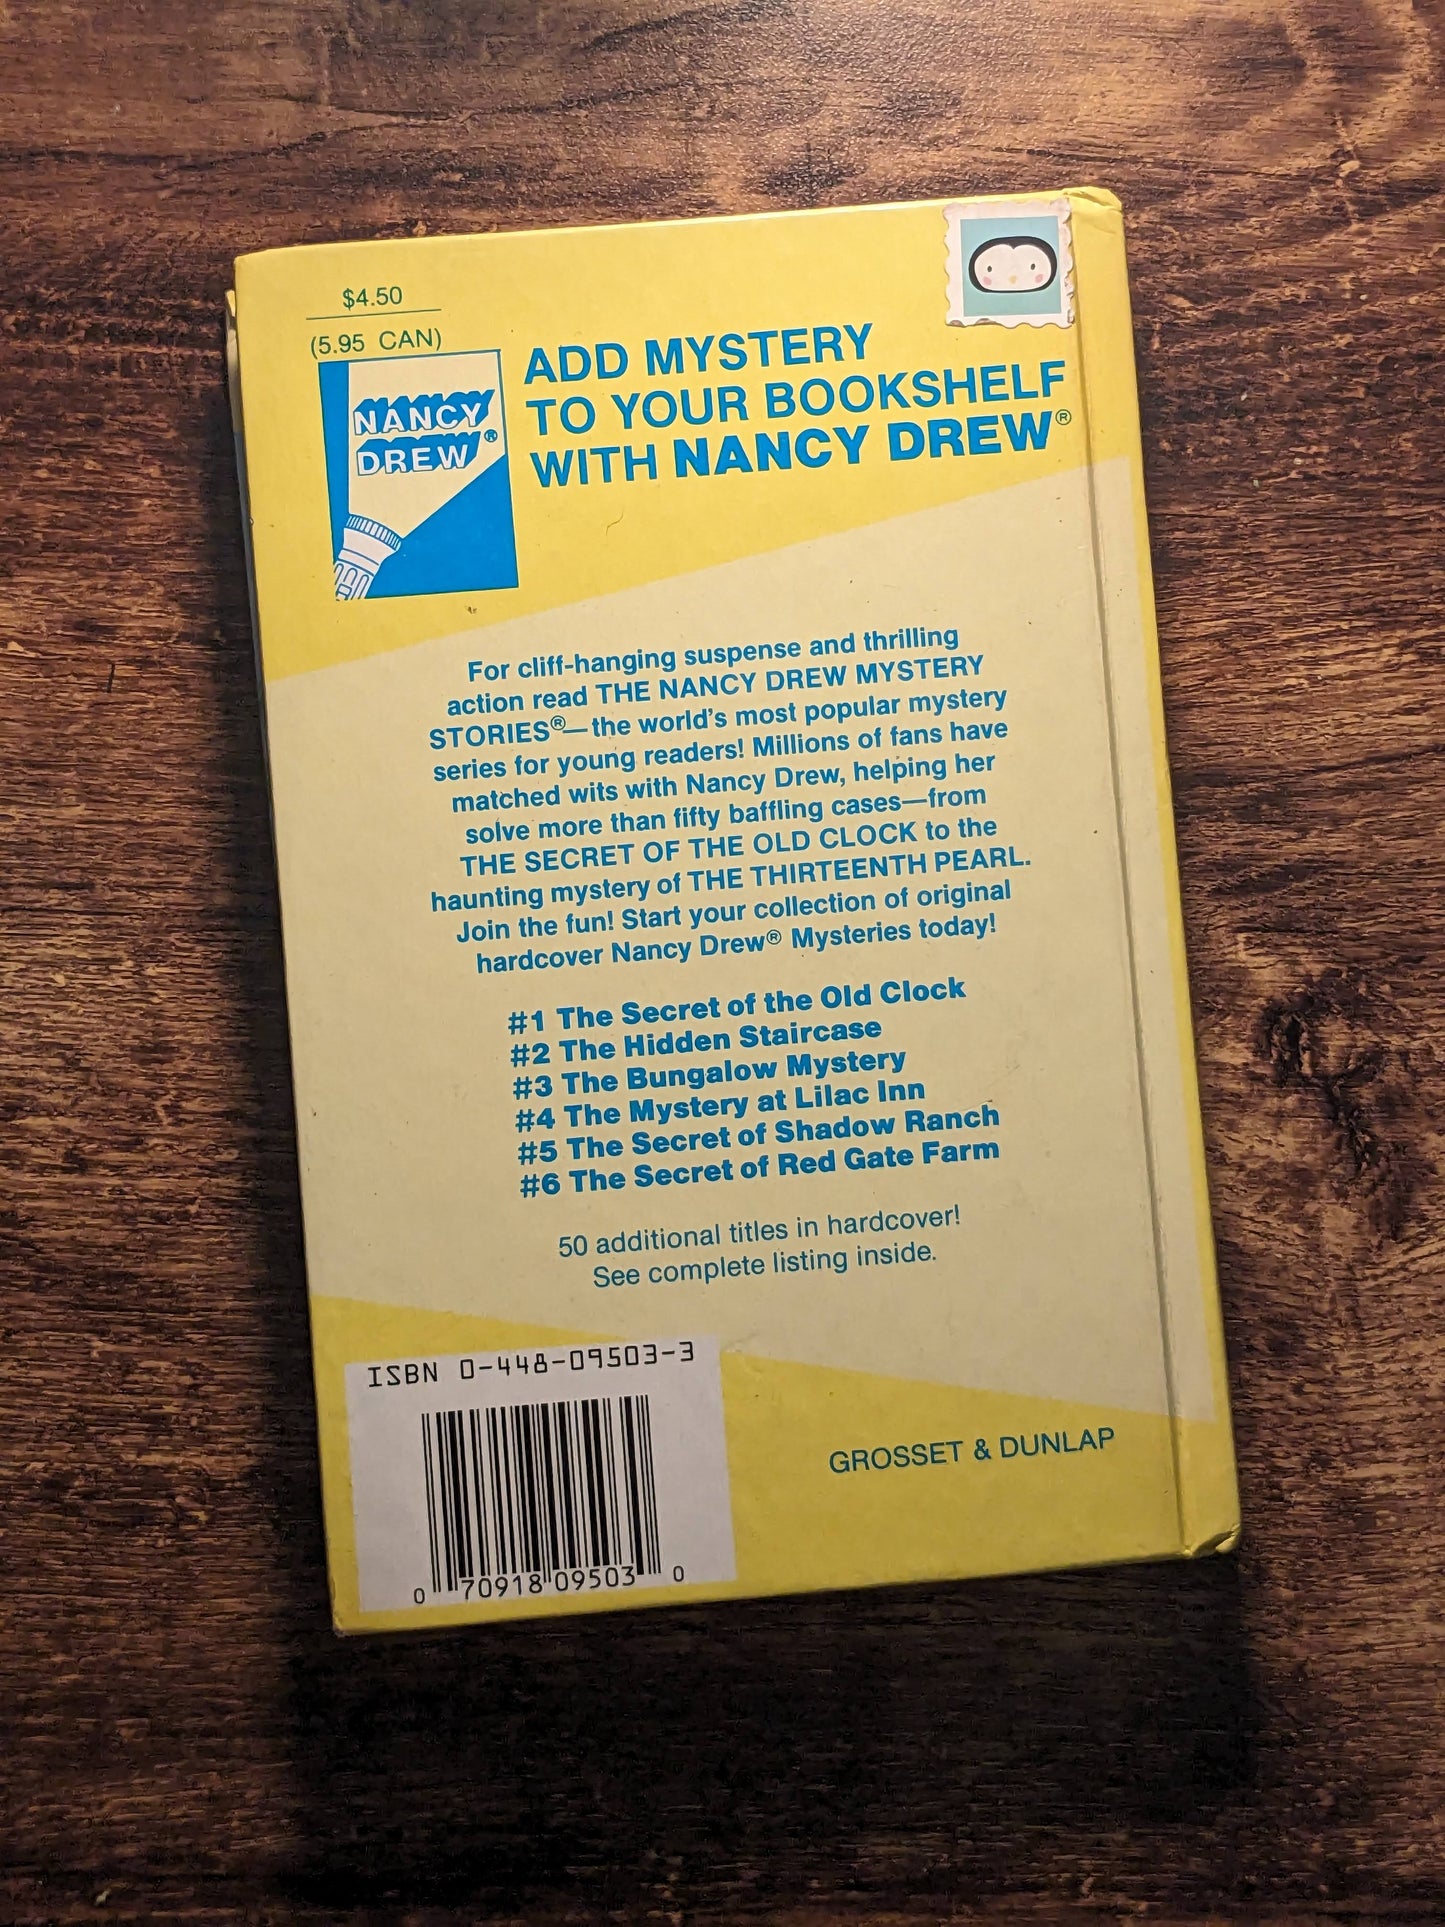 $4.50
(5.95 CAN)
NANCY
DREW®
ADD MYSTERY
TO YOUR BOOKSHELF
WITH NANCY DREW®
For cliff-hanging suspense and thrilling
action read THE NANCY DREW MYSTERY
STORIES®—the world's most popular mystery
series for young readers! Millions of fans have
matched wits with Nancy Drew, helping her
solve more than fifty baffling cases—from
THE SECRET OF THE OLD CLOCK to the
haunting mystery of THE THIRTEENTH PEARL.
Join the fun! Start your collection of original
hardcover Nancy Drew® Mysteries today!
#1 The Secret of the Old Clock
#2 The Hidden Staircase
#3 The Bungalow Mystery
#4 The Mystery at Lilac Inn
#5 The Secret of Shadow Ranch
#6 The Secret of Red Gate Farm
50 additional titles in hardcover!
See complete listing inside.
ISBN 0-448-09503-3
0 70918 09503 0
GROSSET & DUNLAP